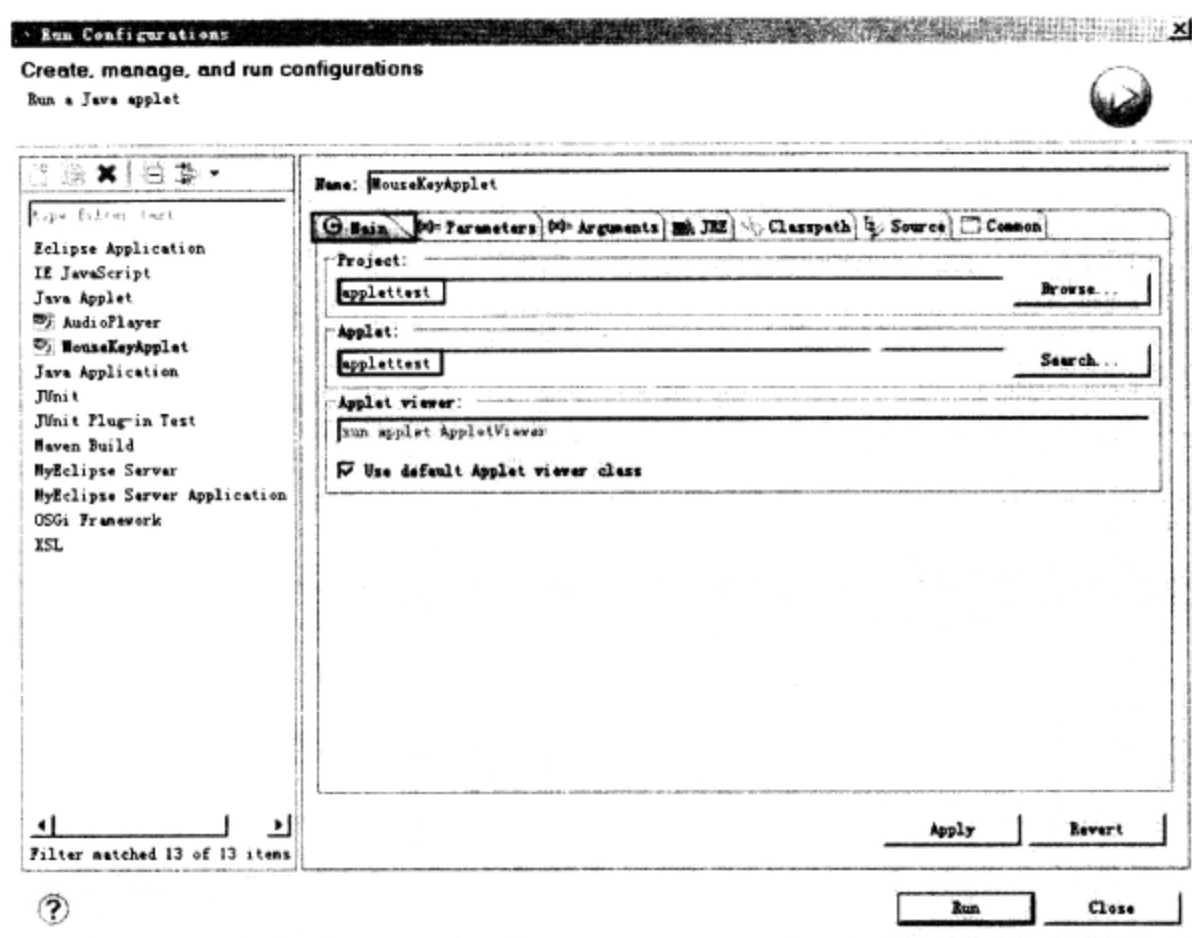 Run Configurations
Create, manage, and run configurations
Run a Java applet
type filter text
Eclipse Application
IE JavaScript
Java Applet
AudioPlayer
MouseKeyApplet
Java Application
JUnit
JUnit Plug-in Test
Maven Build
MyEclipse Server
MyEclipse Server Application
OSGi Framework
XSL
Filter matched 13 of 13 items
Name: MouseKeyApplet
Main (x)= Parameters (x)= Arguments JRE Classpath Source Common
Project:
applettest
Browse...
Applet:
applettest
Search...
Applet viewer:
sun.applet.AppletViewer
Use default Applet viewer class
Apply Revert
Run Close